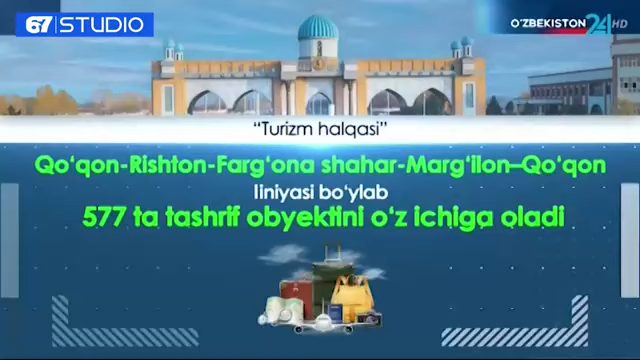 67 STUDIO
O'ZBEKISTON 24 HD
“Turizm halqasi”
Qo‘qon-Rishton-Farg‘ona shahar-Marg‘ilon–Qo‘qon
liniyasi bo‘ylab
577 ta tashrif obyektini o‘z ichiga oladi